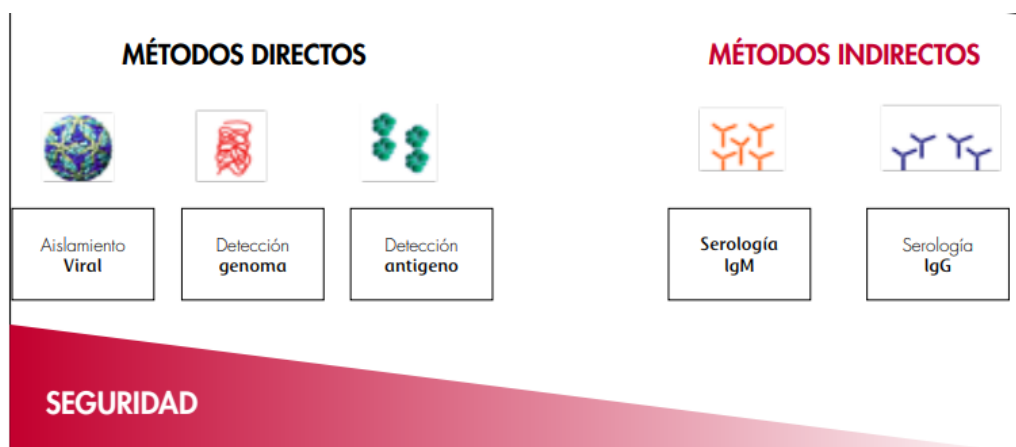 MÉTODOS DIRECTOS
MÉTODOS INDIRECTOS
Aislamiento
Viral
Detección
genoma
Detección
antigeno
Serología
IgM
Serología
IgG
SEGURIDAD